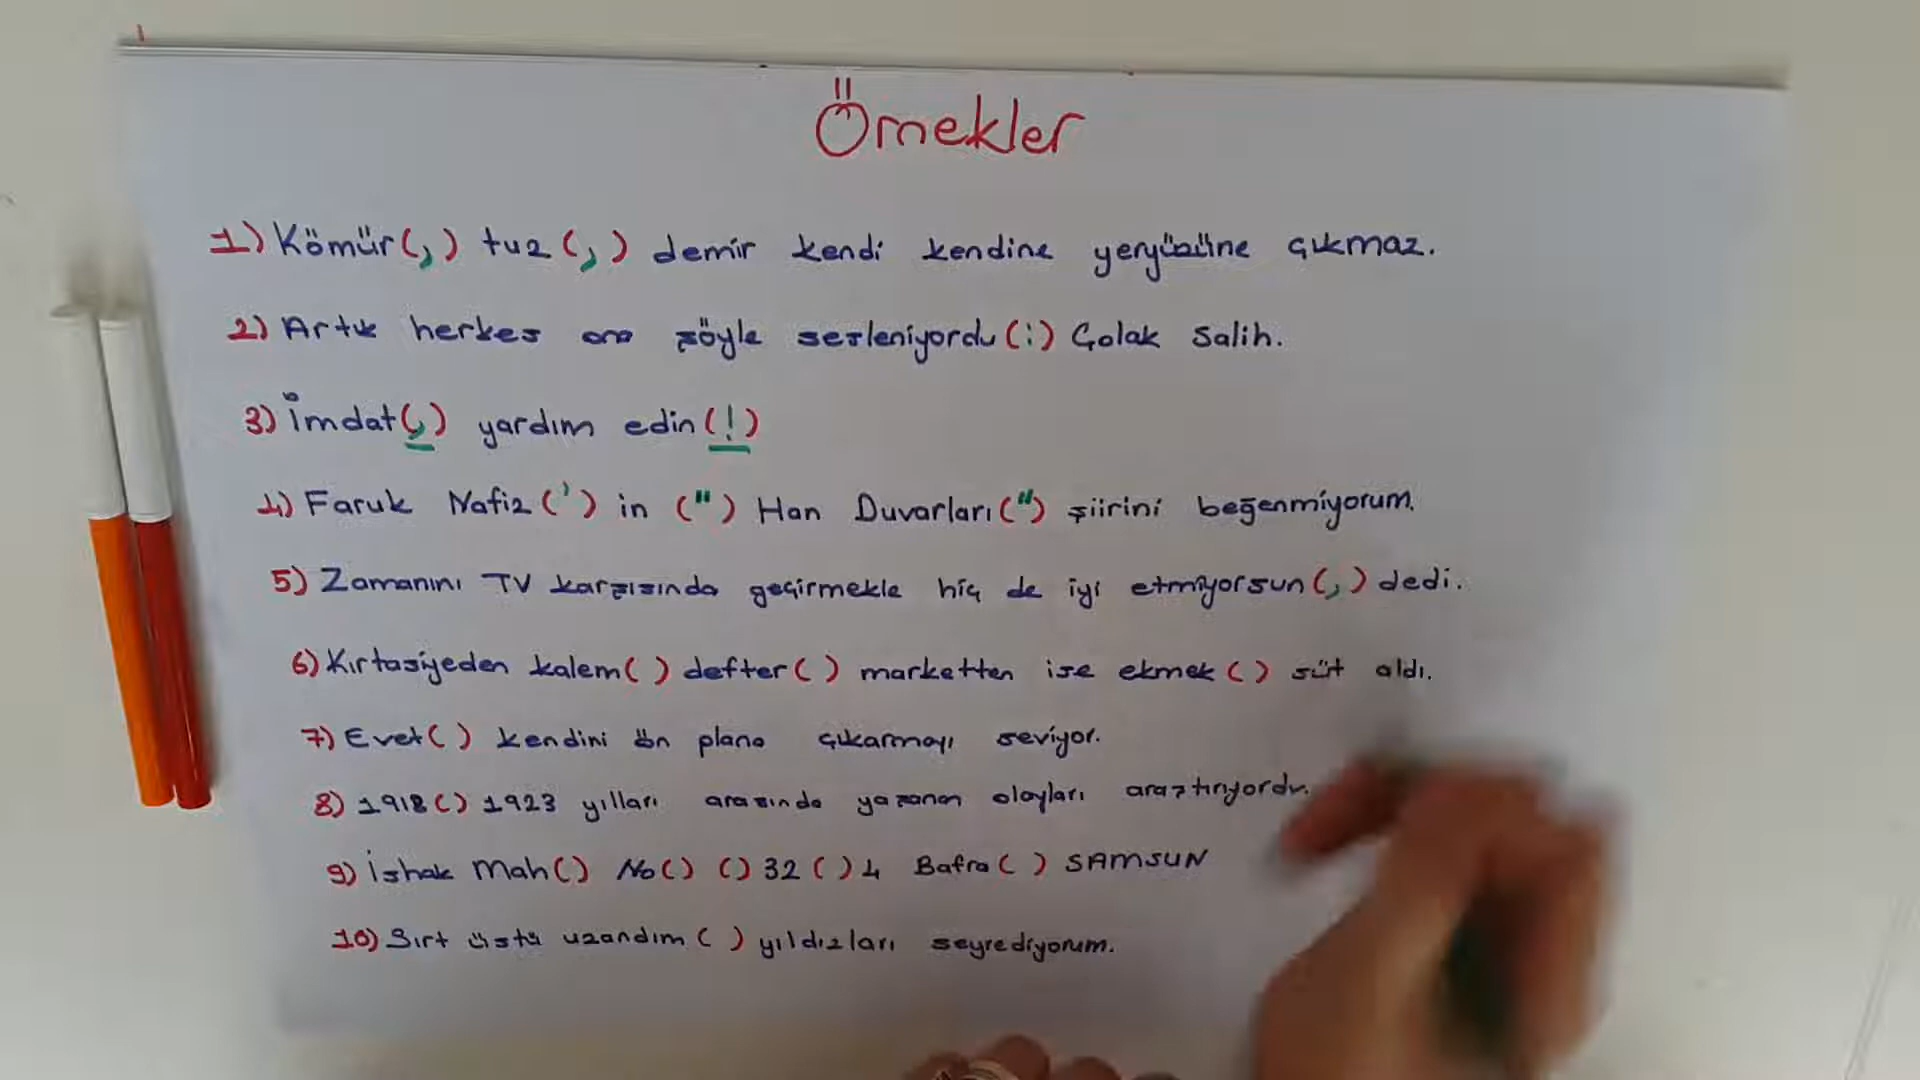 Örnekler
1) Kömür(,) tuz(,) demir kendi kendine yeryüzüne çıkmaz.
2) Artık herkes ona şöyle sesleniyordu(:) Çolak Salih.
3) İmdat(,) yardım edin(!)
4) Faruk Nafiz(') in (") Han Duvarları(") şiirini beğenmiyorum.
5) Zamanını TV karşısında geçirmekle hiç de iyi etmiyorsun(,) dedi.
6) Kırtasiyeden kalem( ) defter( ) marketten ise ekmek( ) süt aldı.
7) Evet( ) kendini ön plana çıkarmayı seviyor.
8) 1918( ) 1923 yılları arasında yaşanan olayları araştırıyordu.
9) İshak Mah( ) No( ) ( ) 32 ( ) 4 Bafra ( ) SAMSUN
10) Sırt üstü uzandım ( ) yıldızları seyrediyorum.